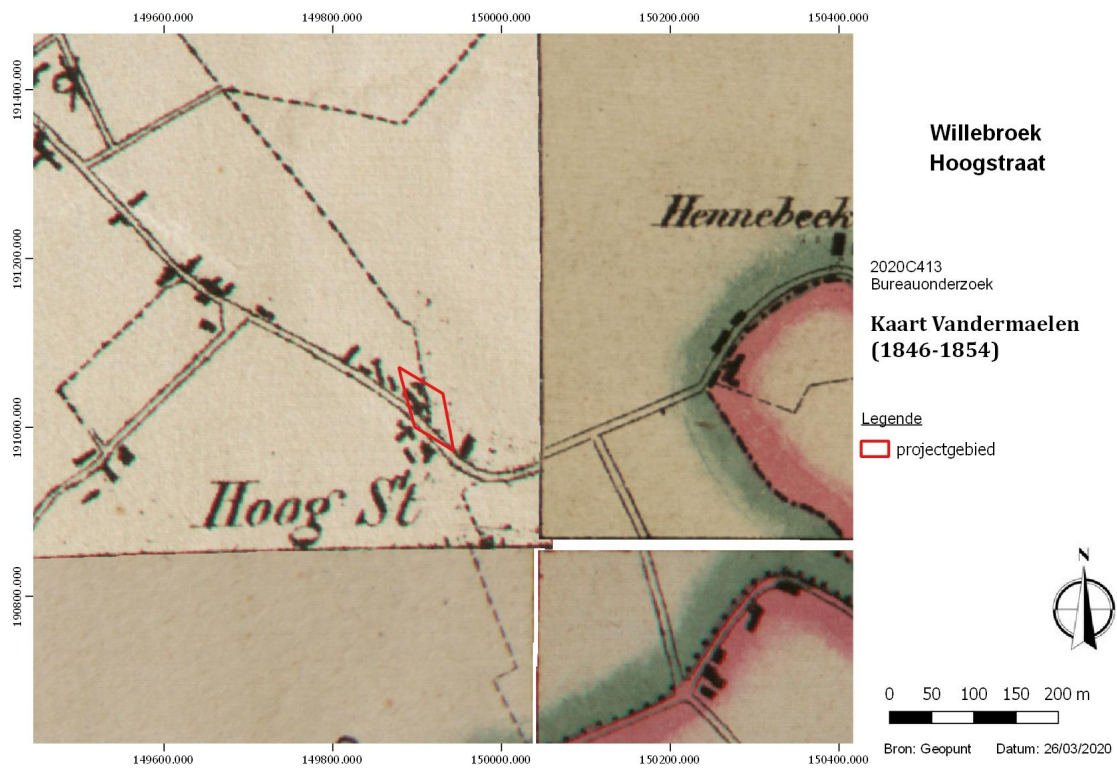 149600.000 149800.000 150000.000 150200.000 150400.000
191400.000
191200.000
191000.000
190800.000
Hennebeek
Hoog St
149600.000 149800.000 150000.000 150200.000 150400.000
Willebroek
Hoogstraat
2020C413
Bureauonderzoek
Kaart Vandermaelen
(1846-1854)
Legende
projectgebied
N
0 50 100 150 200 m
Bron: Geopunt Datum: 26/03/2020